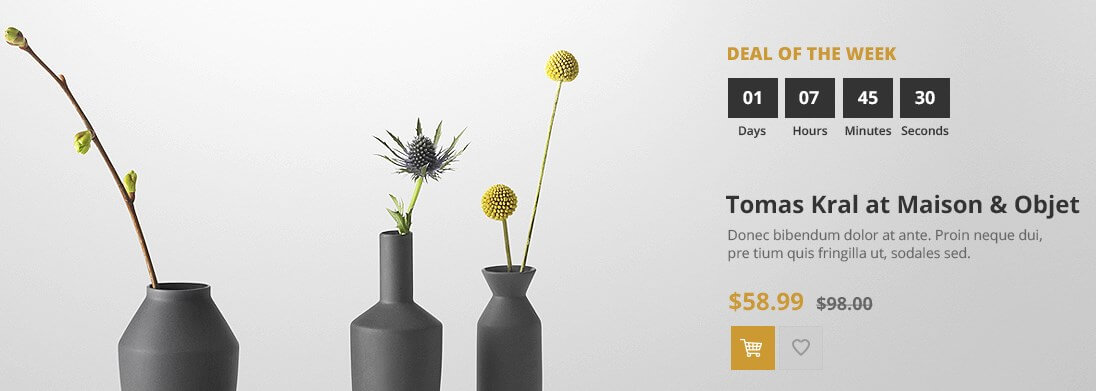 DEAL OF THE WEEK
01 07 45 30
Days Hours Minutes Seconds
Tomas Kral at Maison & Objet
Donec bibendum dolor at ante. Proin neque dui,
pre tium quis fringilla ut, sodales sed.
$58.99 $98.00